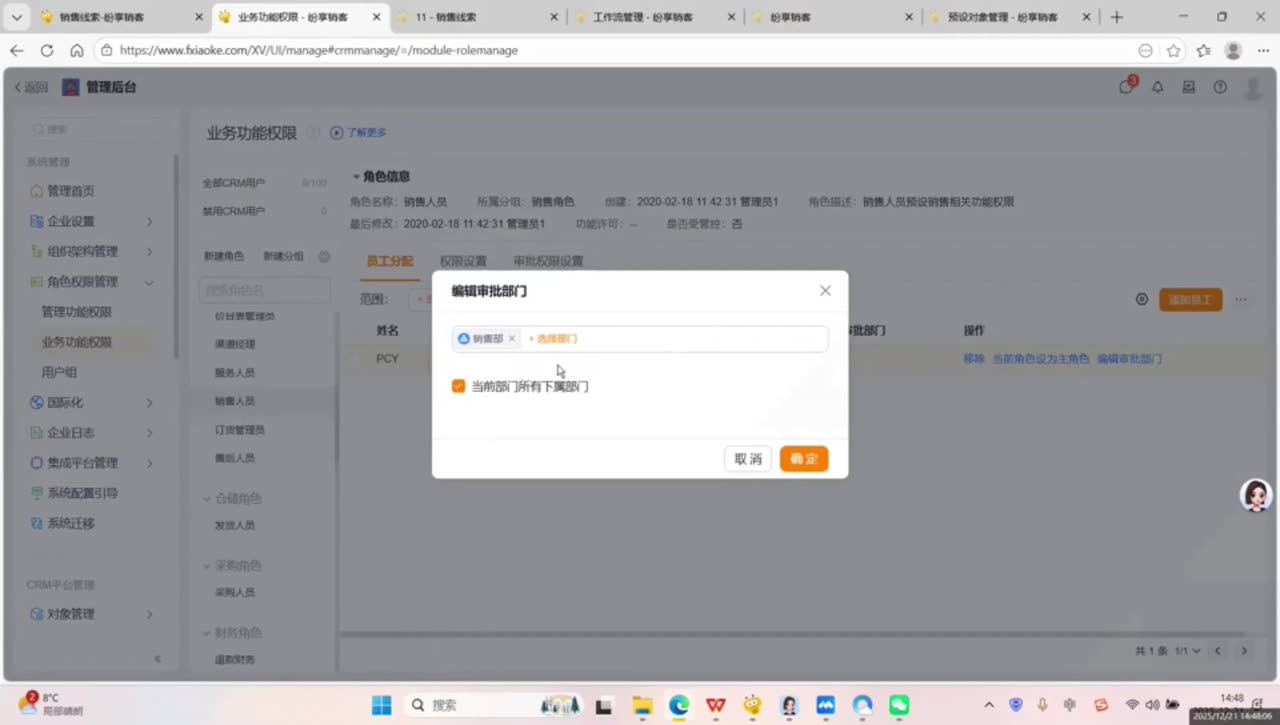 销售线索-纷享销客
业务功能权限 - 纷享销客
11 - 销售线索
工作流管理 - 纷享销客
纷享销客
预设对象管理 - 纷享销客
https://www.fxiaoke.com/XV/UI/manage#crmmanage/=/module-rolemanage
返回
管理后台
3
搜索
系统管理
管理首页
企业设置
组织架构管理
角色权限管理
管理功能权限
业务功能权限
用户组
国际化
企业日志
集成平台管理
系统配置引导
系统迁移
CRM平台管理
对象管理
业务功能权限
了解更多
全部CRM用户
禁用CRM用户 0
新建角色 新建分组
搜索角色名
渠道经理
服务人员
销售人员
订货管理员
售后人员
仓储角色
发货人员
采购角色
采购人员
财务角色
退款财务
角色信息
角色名称: 销售人员 所属分组: 销售角色 创建: 2020-02-18 11:42:31 管理员1 角色描述: 销售人员预设销售相关功能权限
最后修改: 2020-02-18 11:42:31 管理员1 功能许可: -- 是否受管控: 否
员工分配 权限设置 审批权限设置
范围:
添加员工
姓名
批部门
操作
PCY
移除 当前角色设为主角色 编辑审批部门
编辑审批部门
销售部
+ 选择部门
当前部门所有下属部门
取消
确定
共 1 条 1/1
2
8°C
局部晴朗
搜索
14:48
2025/12/21 14:48:06